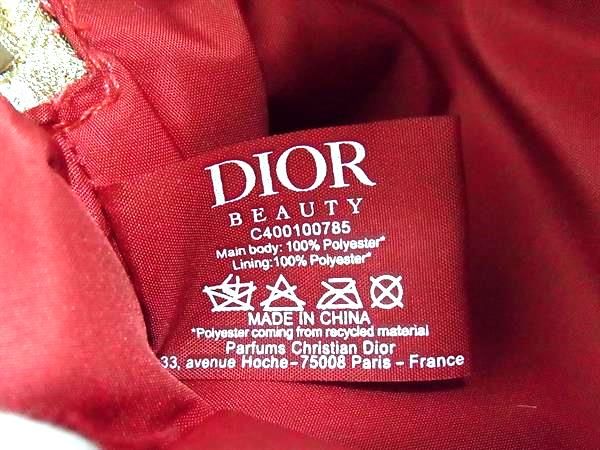 DIOR
BEAUTY
C400100785
Main body: 100% Polyester*
Lining:100% Polyester*
MADE IN CHINA
*Polyester coming from recycled material
Parfums Christian Dior
33, avenue Hoche-75008 Paris - France